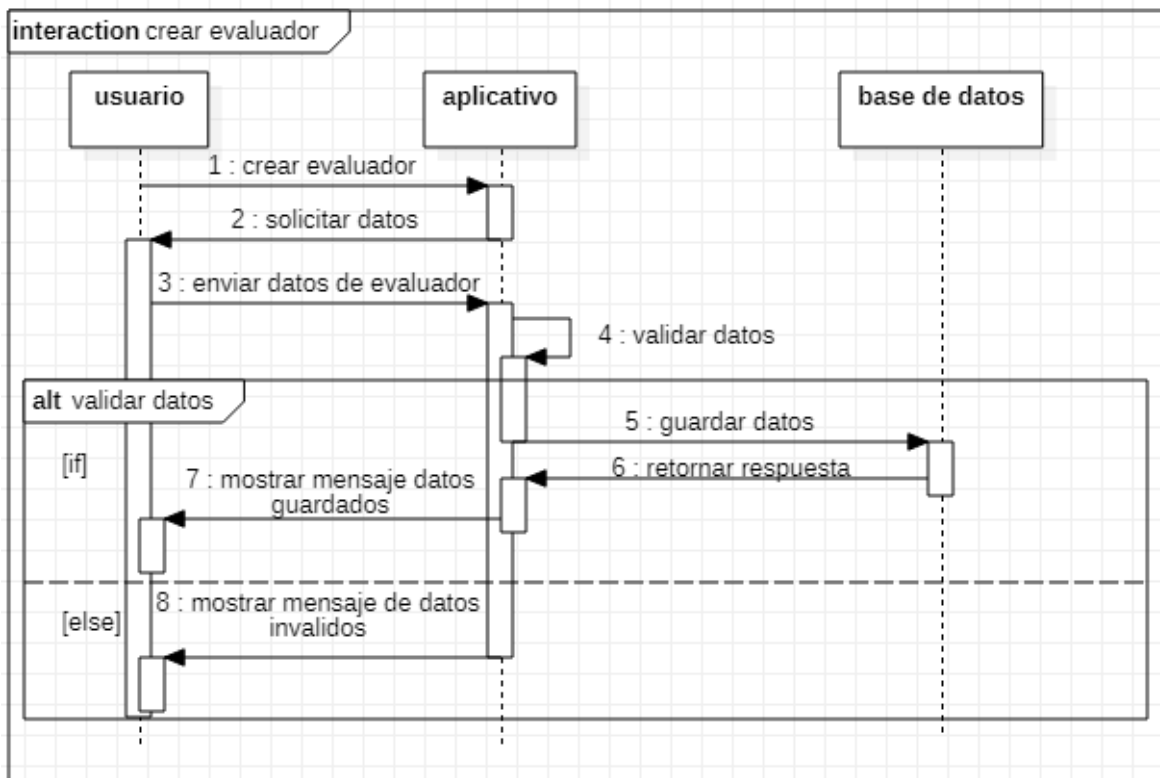 interaction crear evaluador
usuario
aplicativo
base de datos
1 : crear evaluador
2 : solicitar datos
3 : enviar datos de evaluador
4 : validar datos
alt validar datos
5 : guardar datos
[if]
6 : retornar respuesta
7 : mostrar mensaje datos
guardados
8 : mostrar mensaje de datos
invalidos
[else]